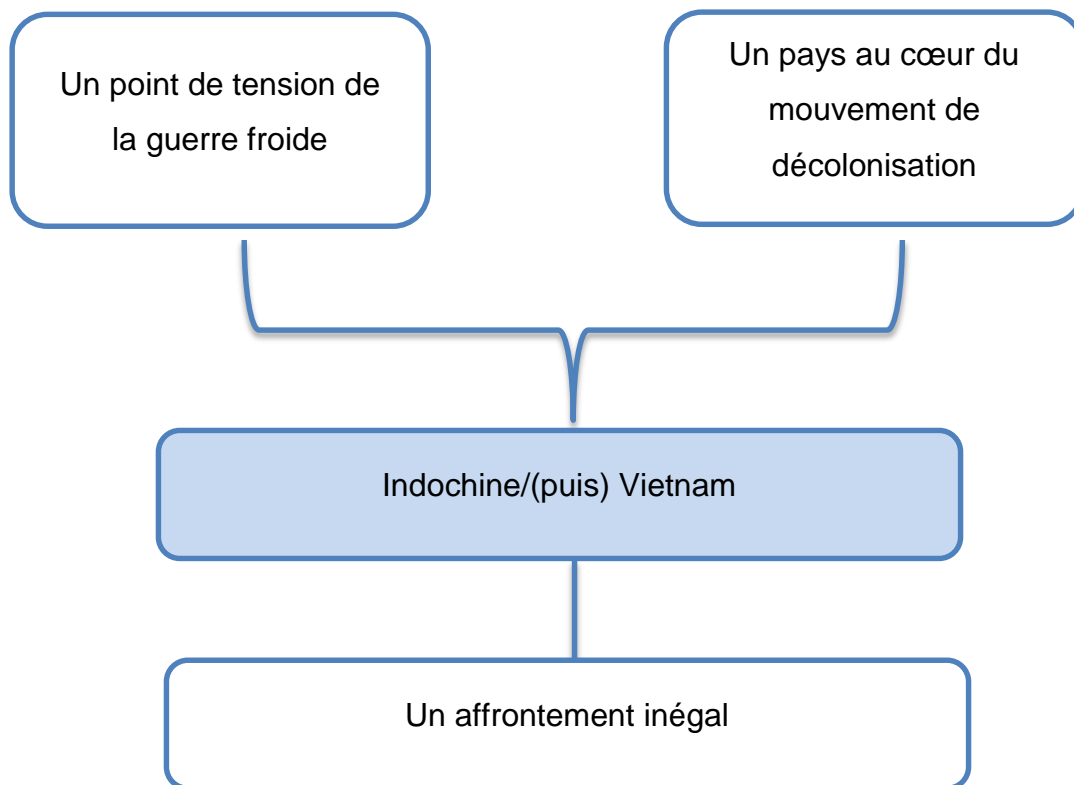 Un point de tension de
la guerre froide
Un pays au cœur du
mouvement de
décolonisation
Indochine/(puis) Vietnam
Un affrontement inégal